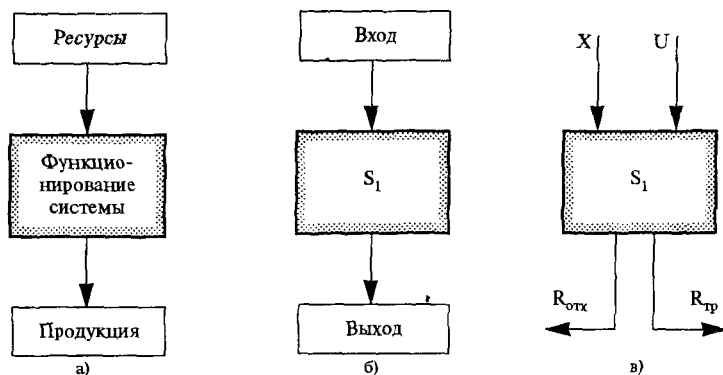 Ресурсы
Функцио-
нирование
системы
Продукция
а)
Вход
S₁
Выход
б)
X
U
S₁
Rотх
Rтр
в)